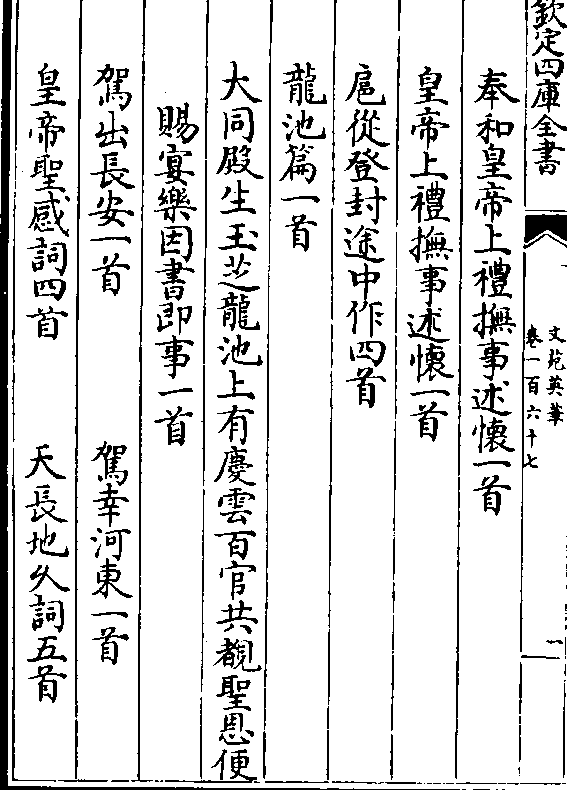 欽定四庫全書
文苑英華
卷一百六十七
一
奉和皇帝上禮撫事述懷一首
皇帝上禮撫事述懷一首
扈從登封途中作四首
龍池篇一首
大同殿生玉芝龍池上有慶雲百官共覩聖恩便
賜宴樂因書即事一首
駕出長安一首　駕幸河東一首
皇帝聖感詞四首　天長地久詞五首